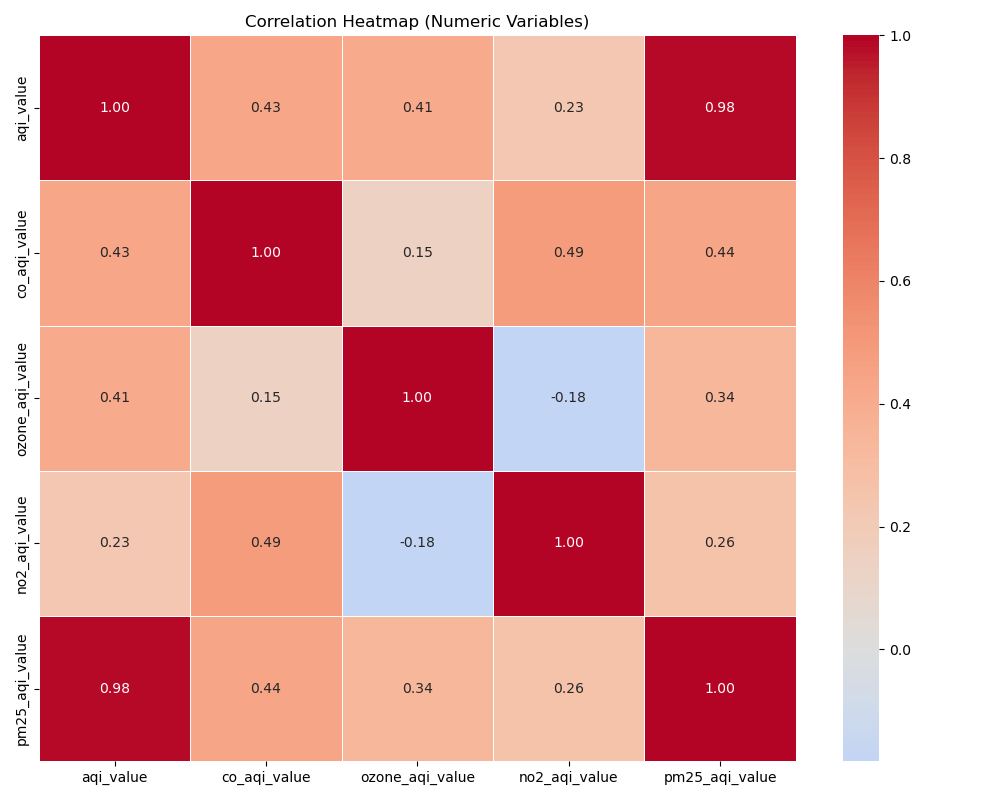 Correlation Heatmap (Numeric Variables)
aqi_value 1.00 0.43 0.41 0.23 0.98
co_aqi_value 0.43 1.00 0.15 0.49 0.44
ozone_aqi_value 0.41 0.15 1.00 -0.18 0.34
no2_aqi_value 0.23 0.49 -0.18 1.00 0.26
pm25_aqi_value 0.98 0.44 0.34 0.26 1.00
aqi_value co_aqi_value ozone_aqi_value no2_aqi_value pm25_aqi_value
1.0
0.8
0.6
0.4
0.2
0.0